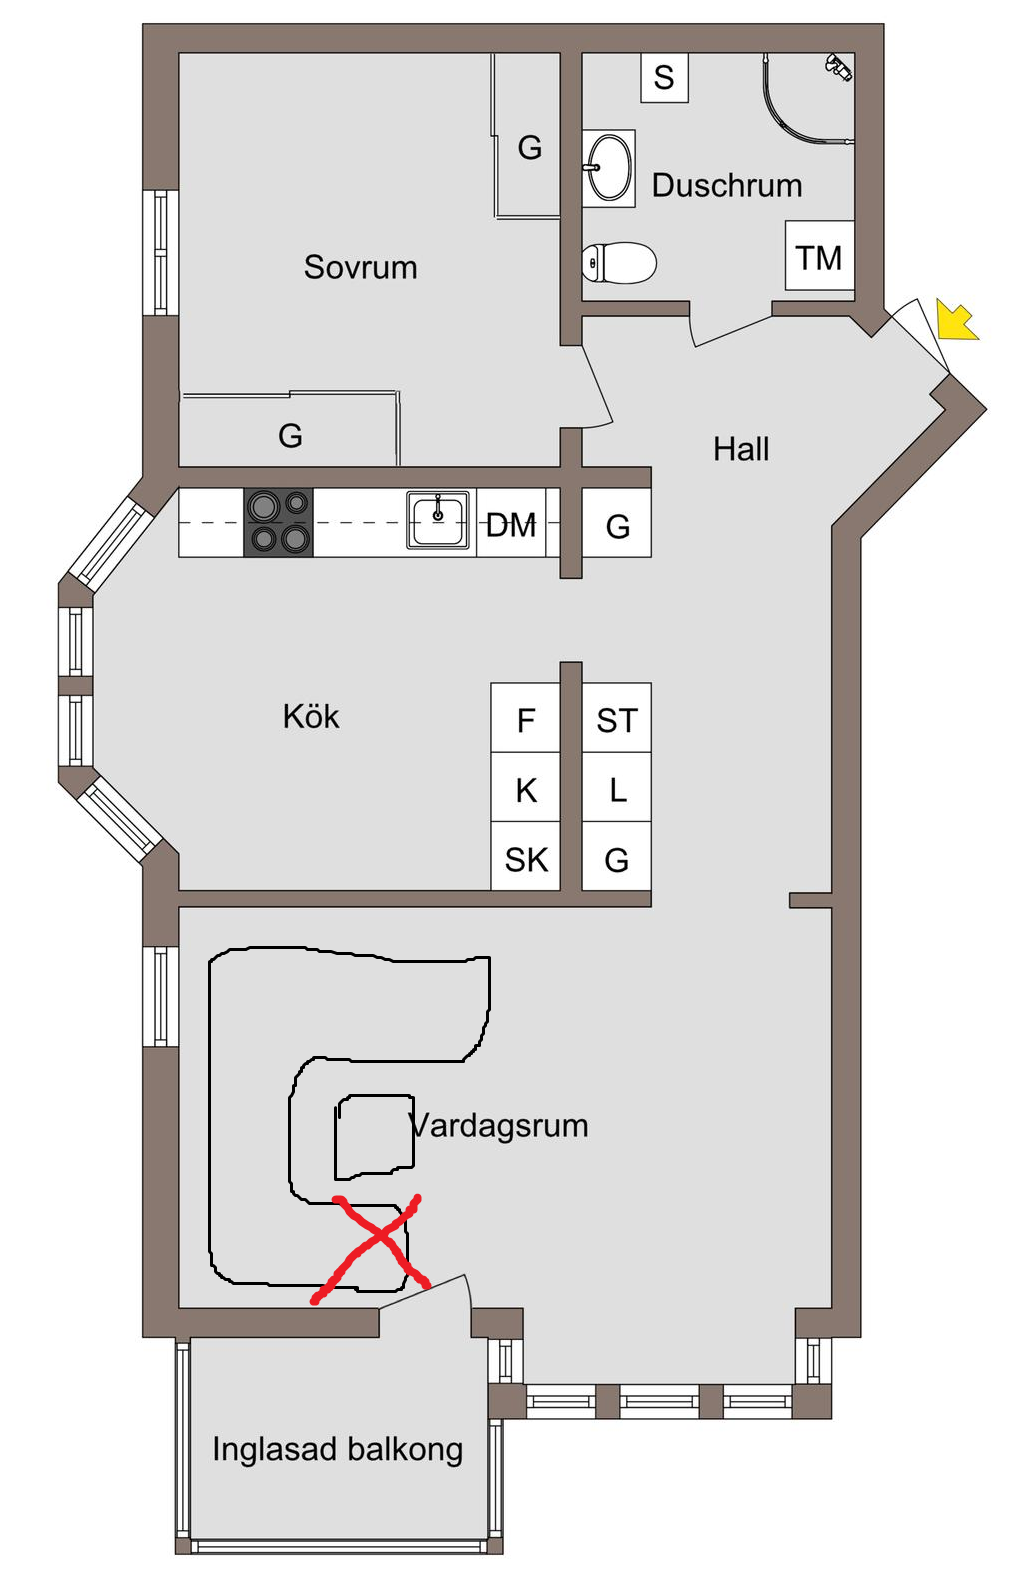 S
G
Duschrum
TM
Sovrum
G
Hall
DM
G
Kök
F
ST
K
L
SK
G
Vardagsrum
Inglasad balkong